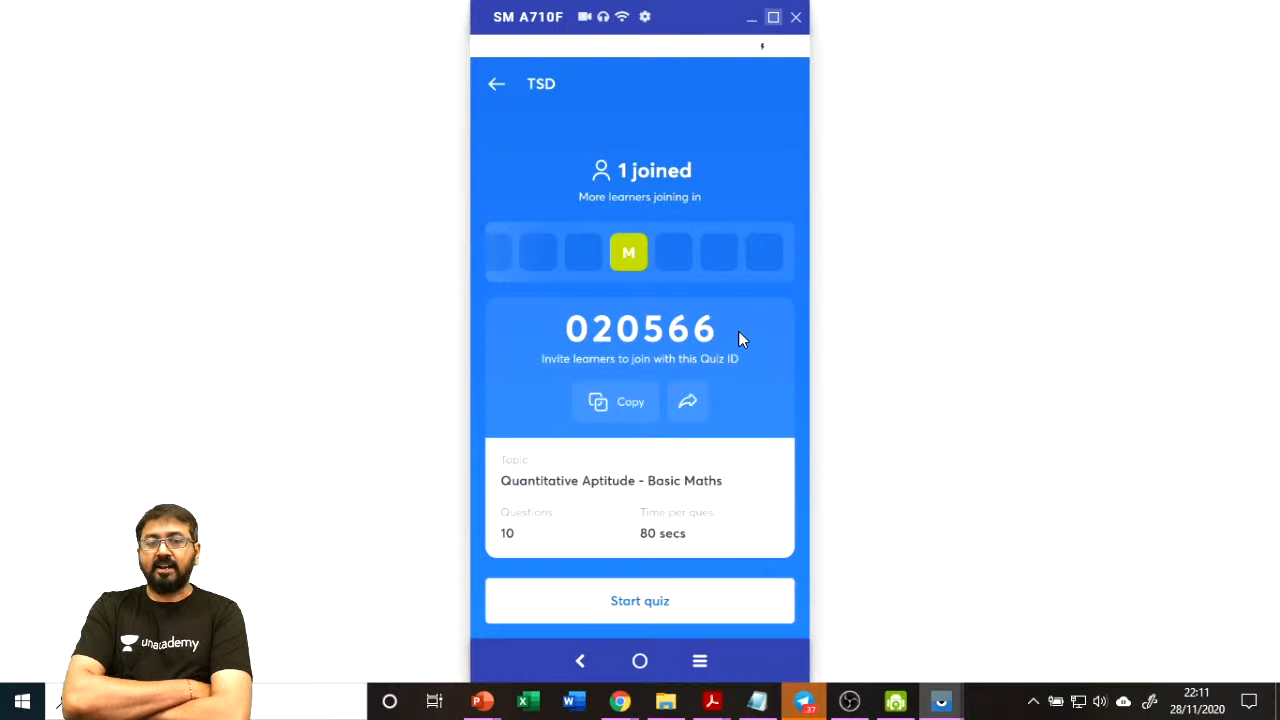 SM A710F
TSD
1 joined
More learners joining in
M
020566
Invite learners to join with this Quiz ID
Copy
Topic
Quantitative Aptitude - Basic Maths
Questions
Time per ques.
10
80 secs
Start quiz
unacademy
37
22:11
28/11/2020